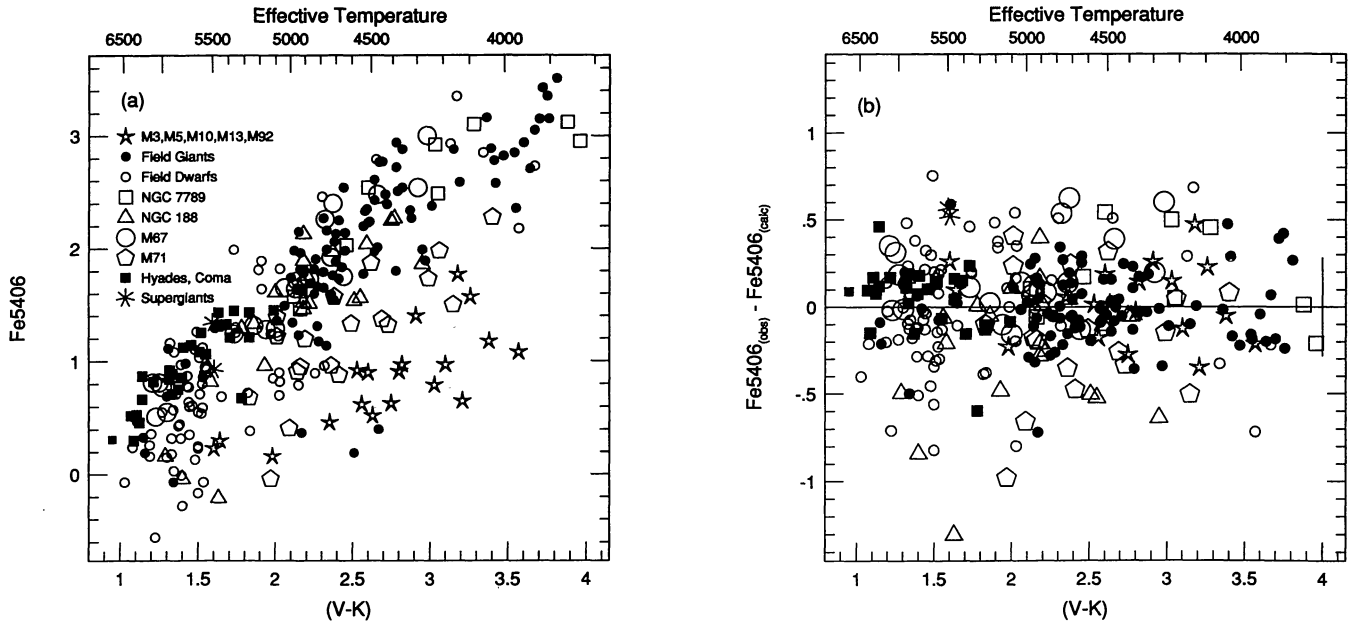 Effective Temperature
6500 5500 5000 4500 4000
(a)
M3,M5,M10,M13,M92
Field Giants
Field Dwarfs
NGC 7789
NGC 188
M67
M71
Hyades, Coma
Supergiants
Fe5406
3
2
1
0
1 1.5 2 2.5 3 3.5 4
(V-K)
Effective Temperature
6500 5500 5000 4500 4000
(b)
Fe5406(obs) - Fe5406(calc)
1
.5
0
-.5
-1
1 1.5 2 2.5 3 3.5 4
(V-K)